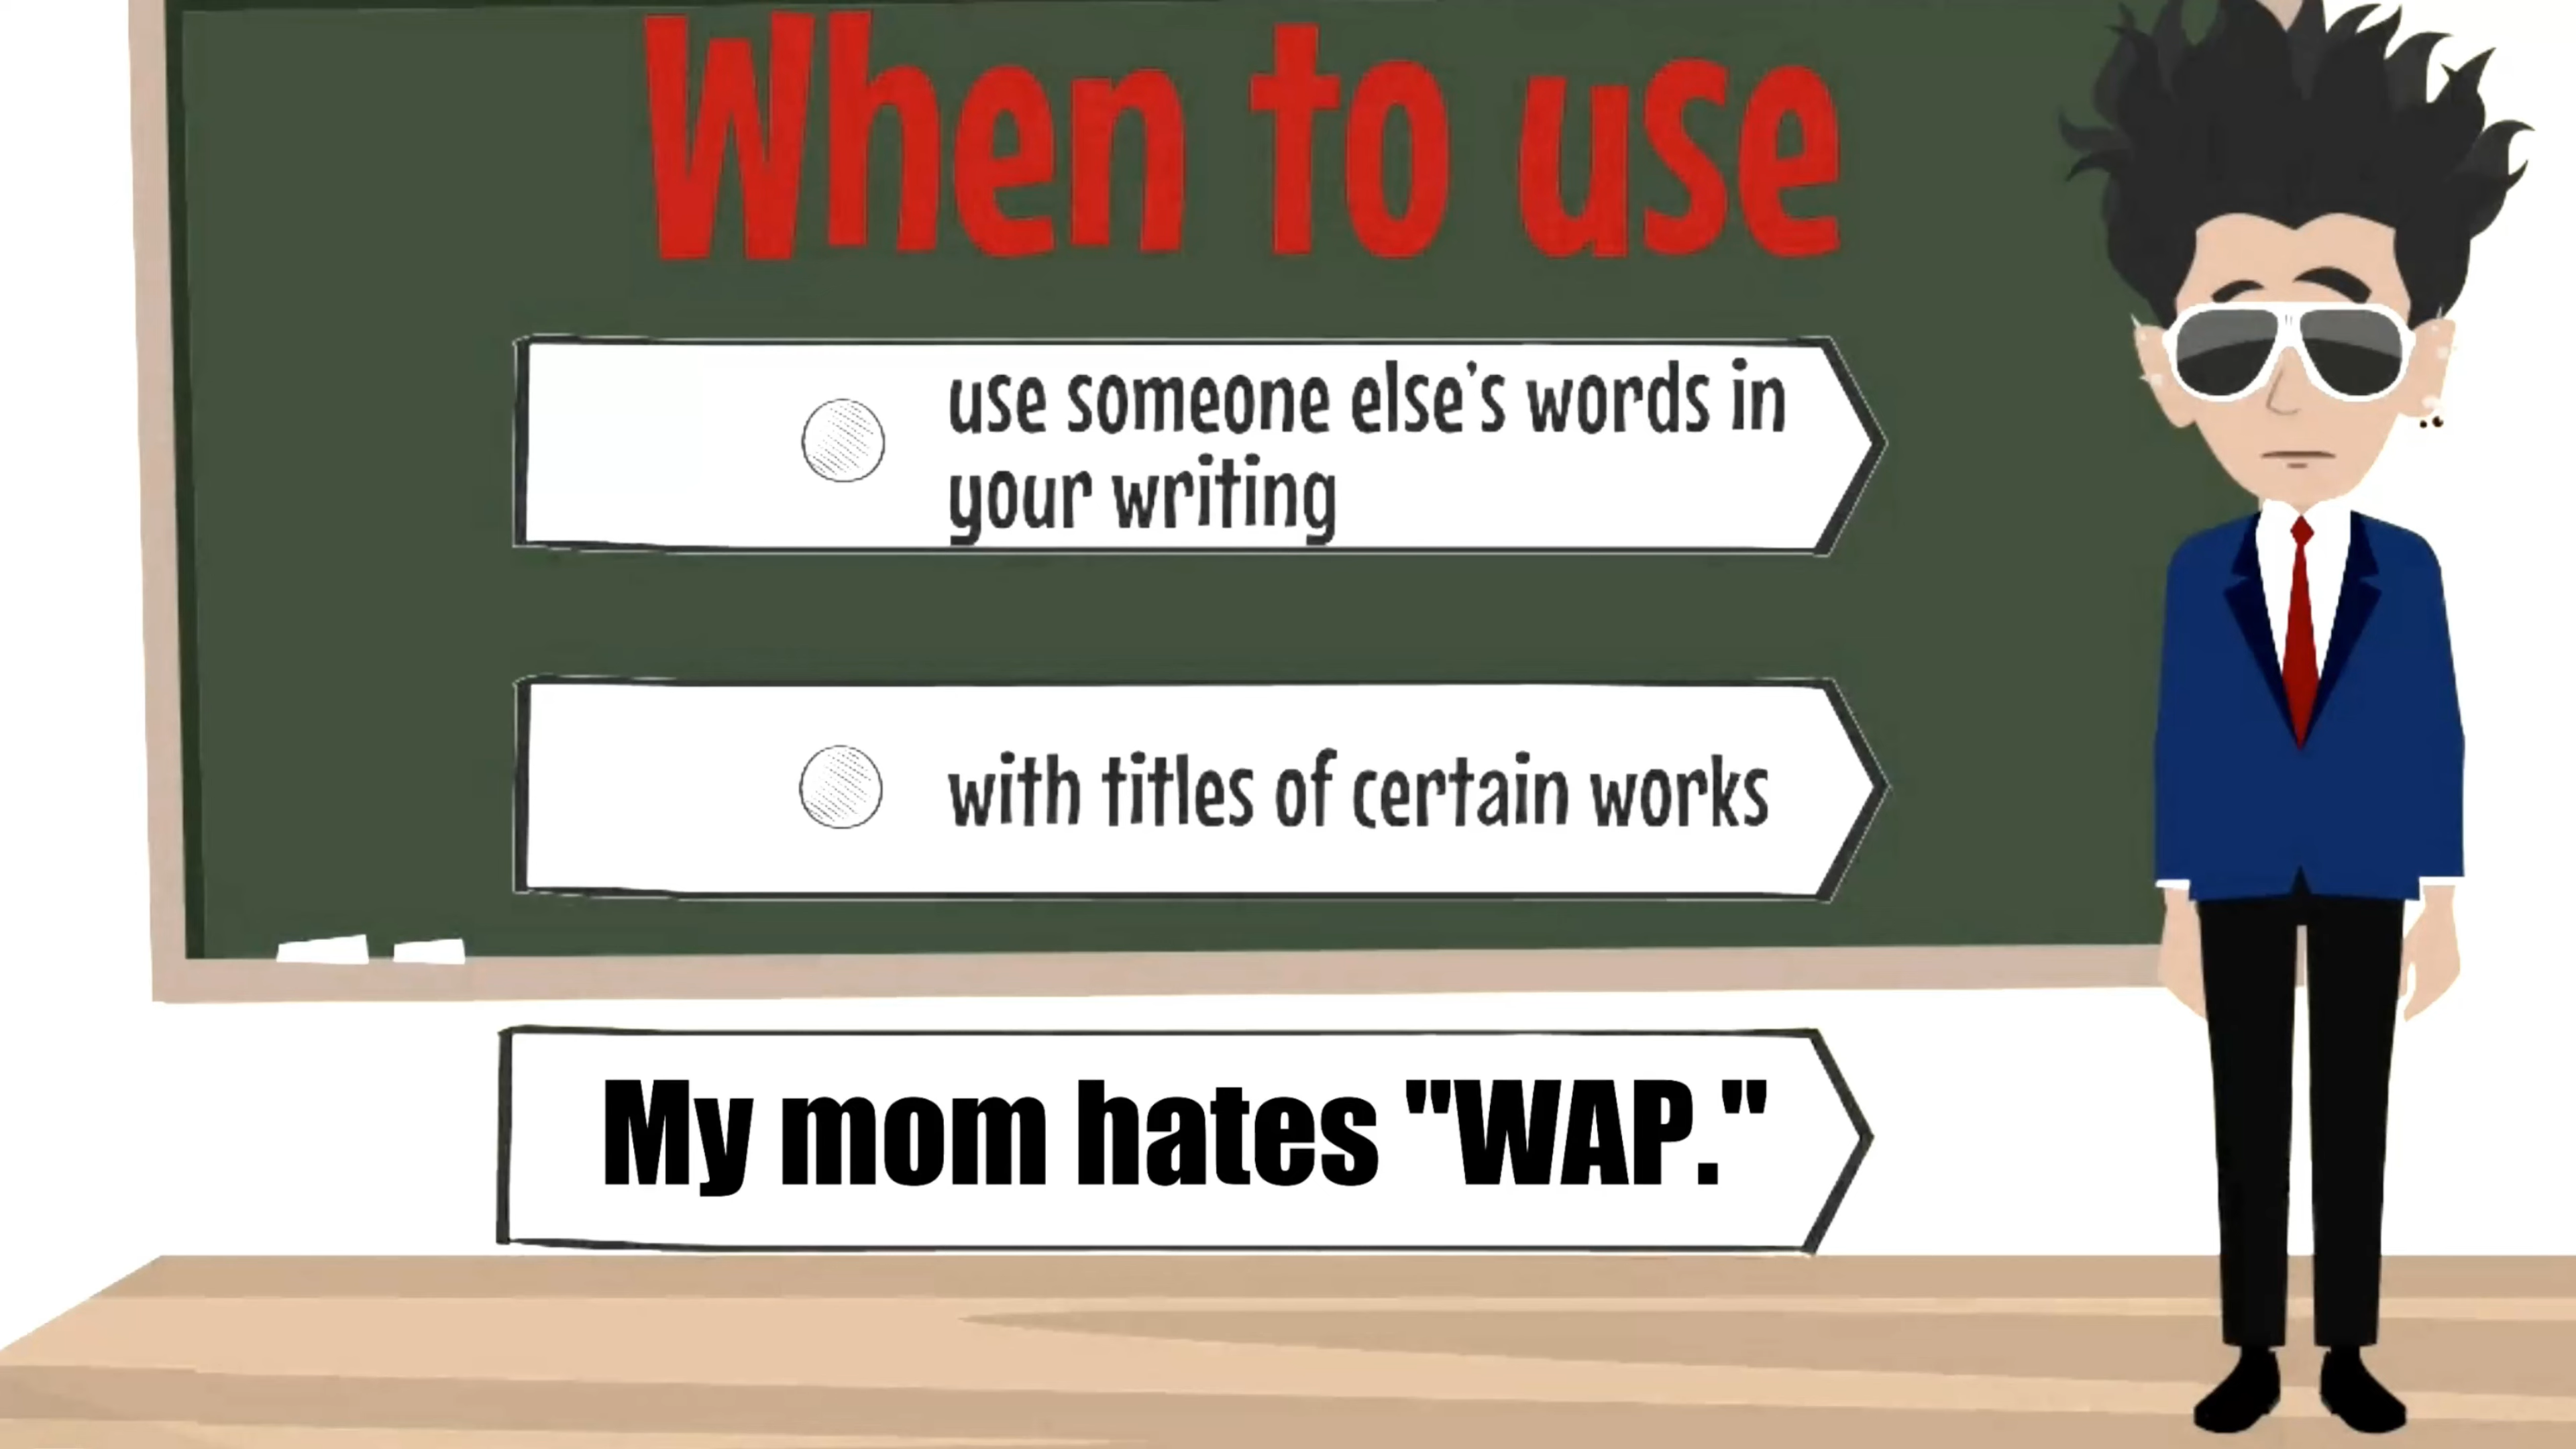 When to use
use someone else's words in
your writing
with titles of certain works
My mom hates "WAP."